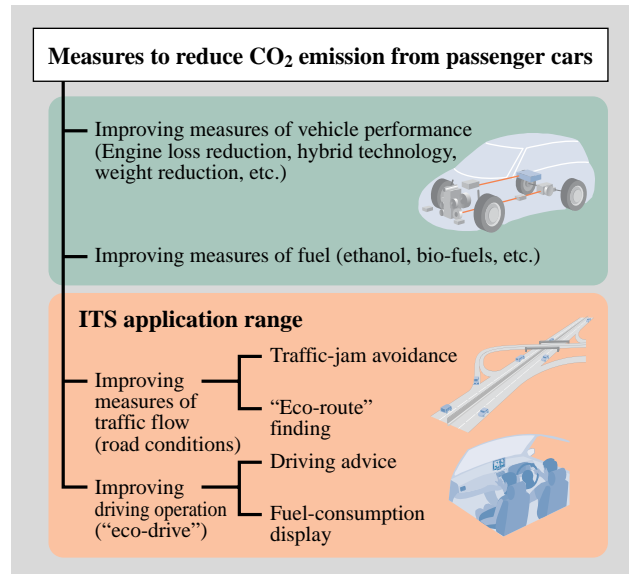 Measures to reduce CO₂ emission from passenger cars
Improving measures of vehicle performance
(Engine loss reduction, hybrid technology,
weight reduction, etc.)
Improving measures of fuel (ethanol, bio-fuels, etc.)
ITS application range
Improving
measures of
traffic flow
(road conditions)
Traffic-jam avoidance
“Eco-route”
finding
Improving
driving operation
(“eco-drive”)
Driving advice
Fuel-consumption
display